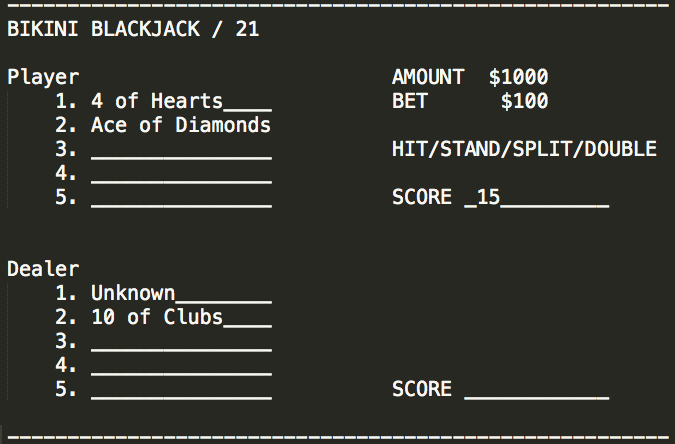 BIKINI BLACKJACK / 21
Player AMOUNT $1000
1. 4 of Hearts____ BET $100
2. Ace of Diamonds
3. _______________ HIT/STAND/SPLIT/DOUBLE
4. _______________
5. _______________ SCORE _15_________
Dealer
1. Unknown________
2. 10 of Clubs____
3. _______________
4. _______________
5. _______________ SCORE ____________